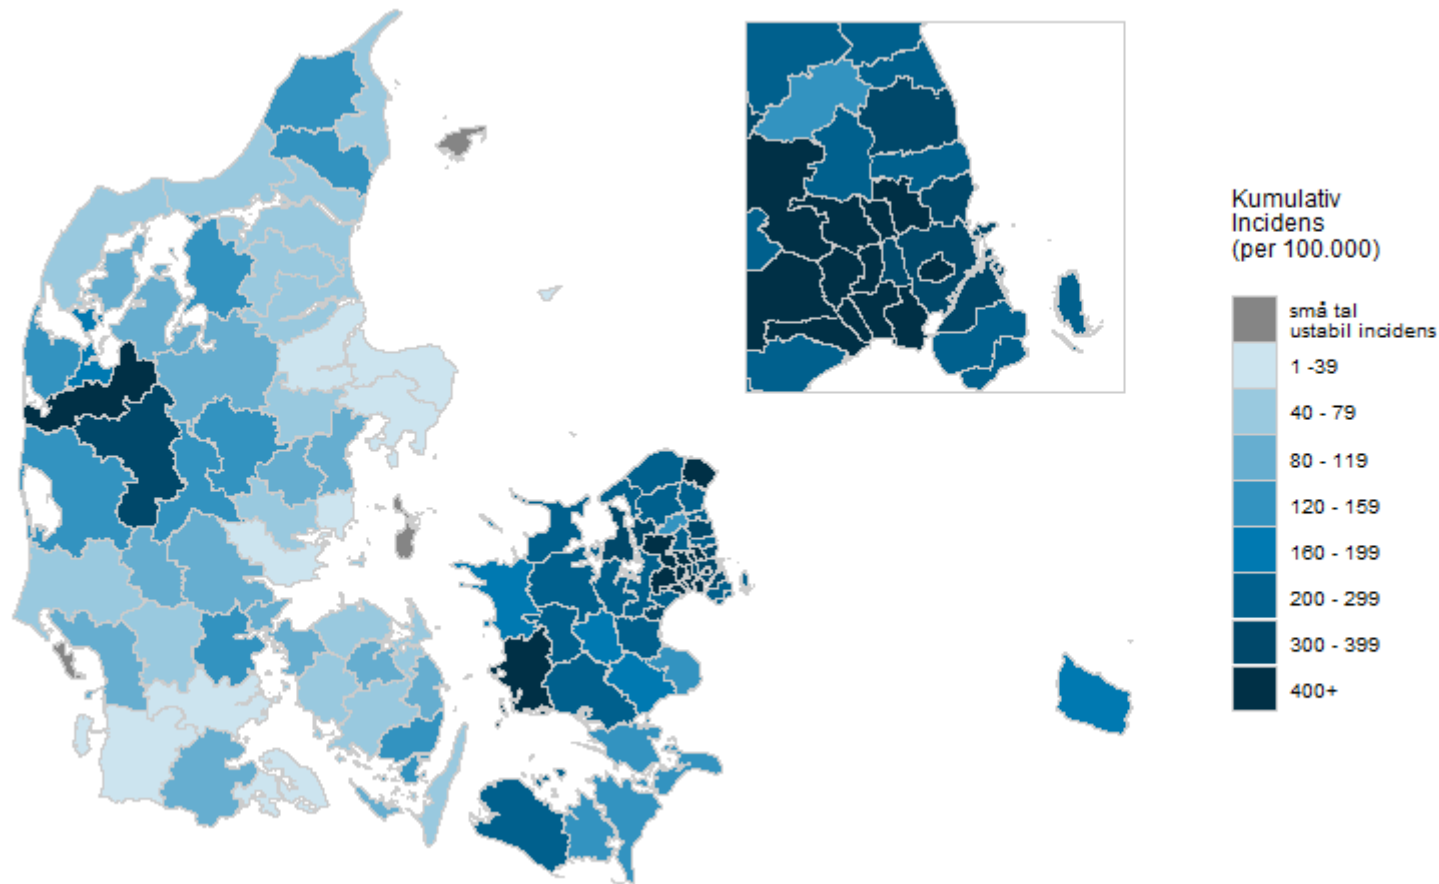 Kumulativ
Incidens
(per 100.000)
små tal
ustabil incidens
1 -39
40 - 79
80 - 119
120 - 159
160 - 199
200 - 299
300 - 399
400+